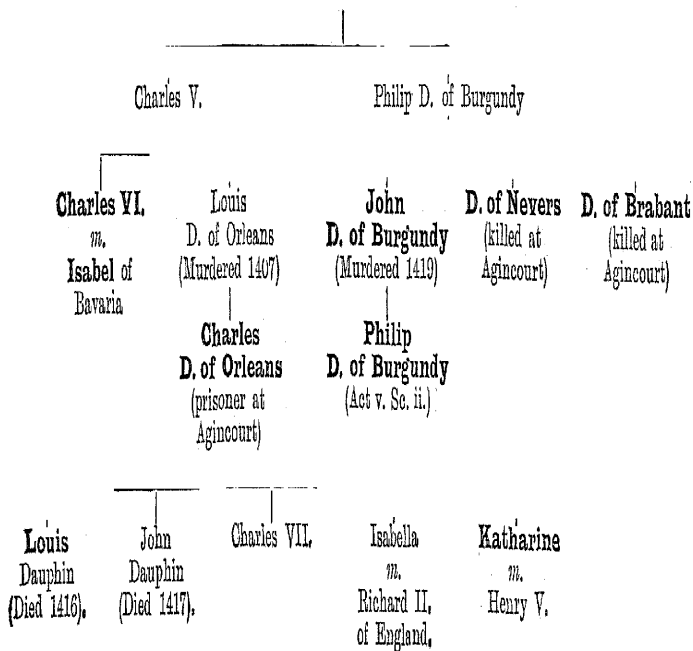 Charles V.
Philip D. of Burgundy
Charles VI.
m.
Isabel of
Bavaria
Louis
D. of Orleans
(Murdered 1407)
John
D. of Burgundy
(Murdered 1419)
D. of Nevers
(killed at
Agincourt)
D. of Brabant
(killed at
Agincourt)
Charles
D. of Orleans
(prisoner at
Agincourt)
Philip
D. of Burgundy
(Act v. Sc. ii.)
Louis
Dauphin
(Died 1416).
John
Dauphin
(Died 1417).
Charles VII.
Isabella
m.
Richard II.
of England.
Katharine
m.
Henry V.